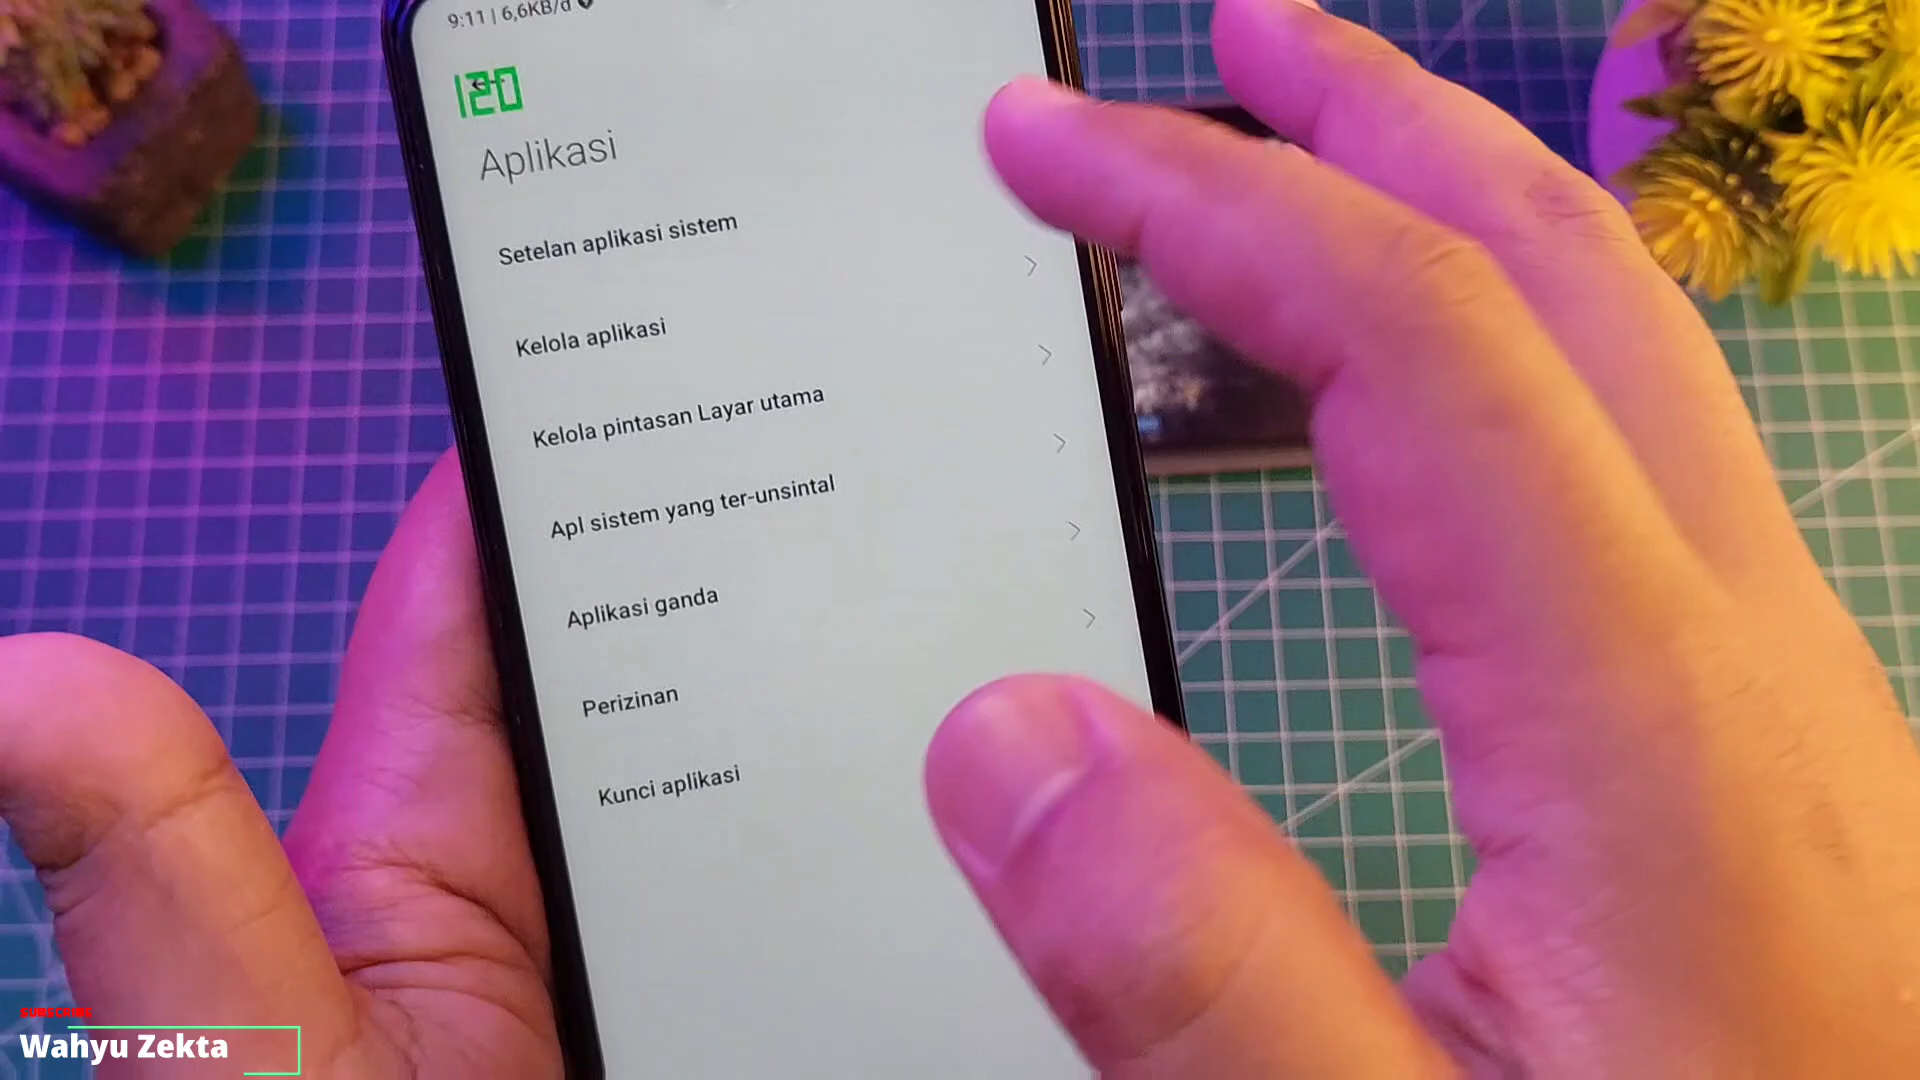 9:11 | 6,6KB/d
120
Aplikasi
Setelan aplikasi sistem
Kelola aplikasi
Kelola pintasan Layar utama
Apl sistem yang ter-unsintal
Aplikasi ganda
Perizinan
Kunci aplikasi
SUBSCRIBE
Wahyu Zekta